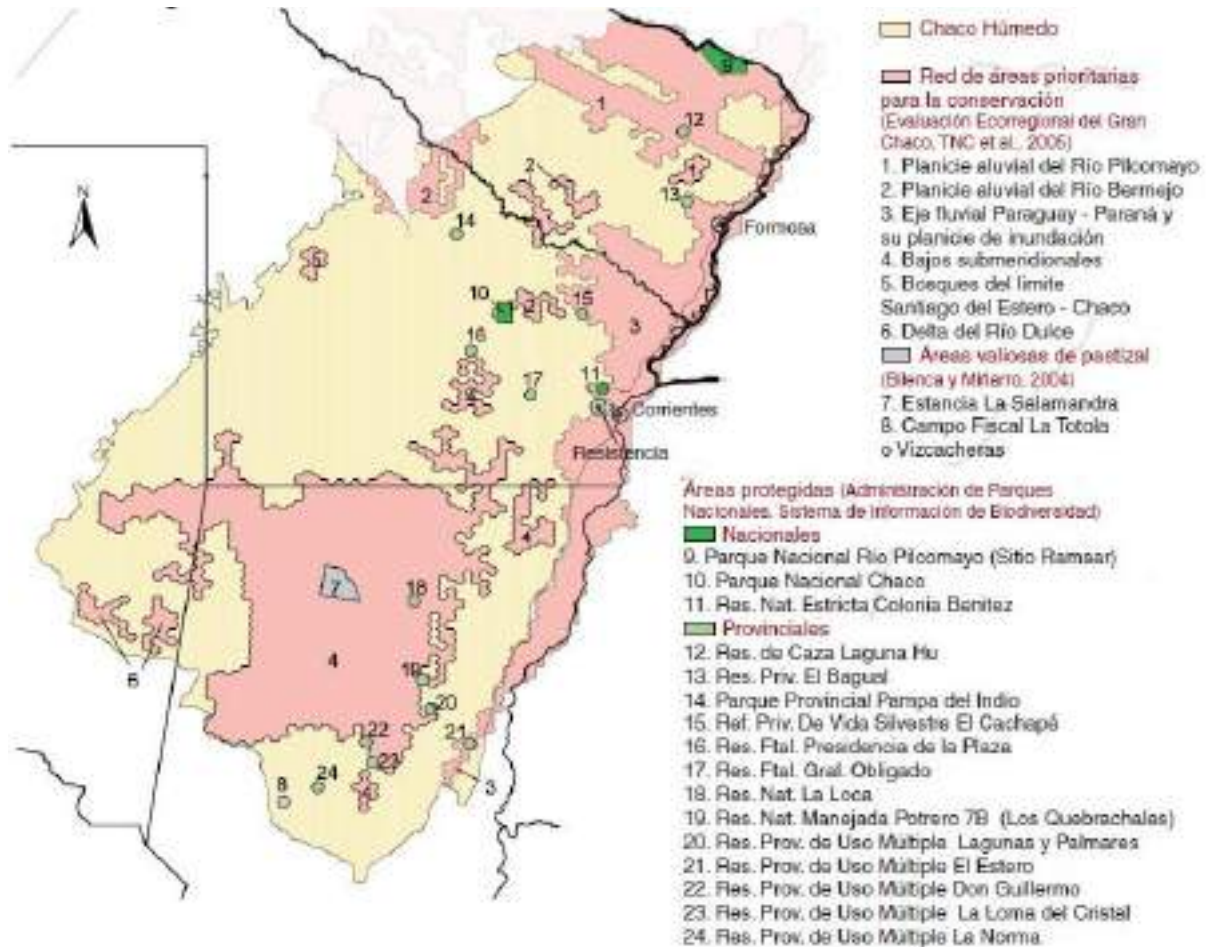 Chaco Húmedo
Red de áreas prioritarias
para la conservación
(Evaluación Ecorregional del Gran
Chaco, TNC et al., 2005)
1. Planicie aluvial del Río Pilcomayo
2. Planicie aluvial del Río Bermejo
3. Eje fluvial Paraguay - Paraná y
su planicie de inundación
4. Bajos submeridionales
5. Bosques del límite
Santiago del Estero - Chaco
6. Delta del Río Dulce
Áreas valiosas de pastizal
(Bilenca y Miñarro, 2004)
7. Estancia La Salamandra
8. Campo Fiscal La Totola
o Vizcacheras
Áreas protegidas (Administración de Parques
Nacionales, Sistema de Información de Biodiversidad)
Nacionales
9. Parque Nacional Río Pilcomayo (Sitio Ramsar)
10. Parque Nacional Chaco
11. Res. Nat. Estricta Colonia Benítez
Provinciales
12. Res. de Caza Laguna Hu
13. Res. Priv. El Bagual
14. Parque Provincial Pampa del Indio
15. Ref. Priv. De Vida Silvestre El Cachapé
16. Res. Ftal. Presidencia de la Plaza
17. Res. Ftal. Gral. Obligado
18. Res. Nat. La Loca
19. Res. Nat. Manejada Potrero 7B (Los Quebrachales)
20. Res. Prov. de Uso Múltiple Lagunas y Palmares
21. Res. Prov. de Uso Múltiple El Estero
22. Res. Prov. de Uso Múltiple Don Guillermo
23. Res. Prov. de Uso Múltiple La Loma del Cristal
24. Res. Prov. de Uso Múltiple La Norma
N
9
1
12
2
2
13
14
Formosa
5
10
2
15
3
16
17
11
Corrientes
Resistencia
4
7
18
4
6
19
20
22
21
23
24
8
4
3